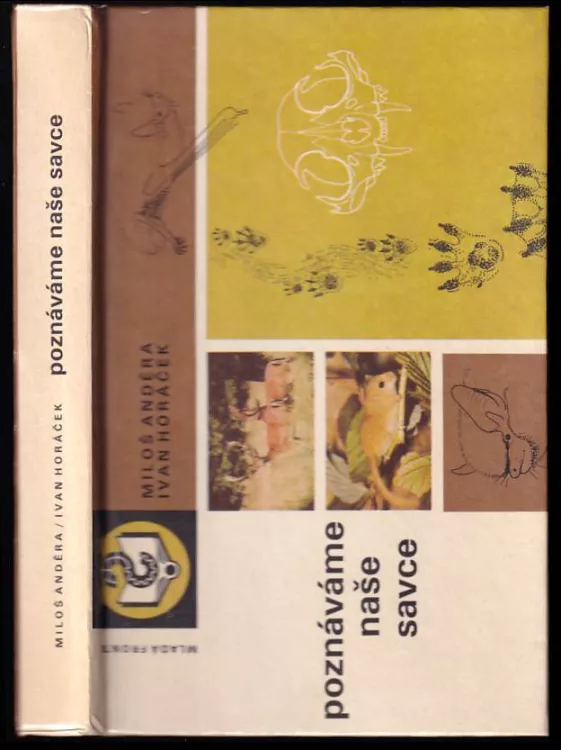 MILOŠ ANDĚRA / IVAN HORÁČEK poznáváme naše savce
MILOŠ ANDĚRA
IVAN HORÁČEK
poznáváme
naše
savce
MLADÁ FRONTA